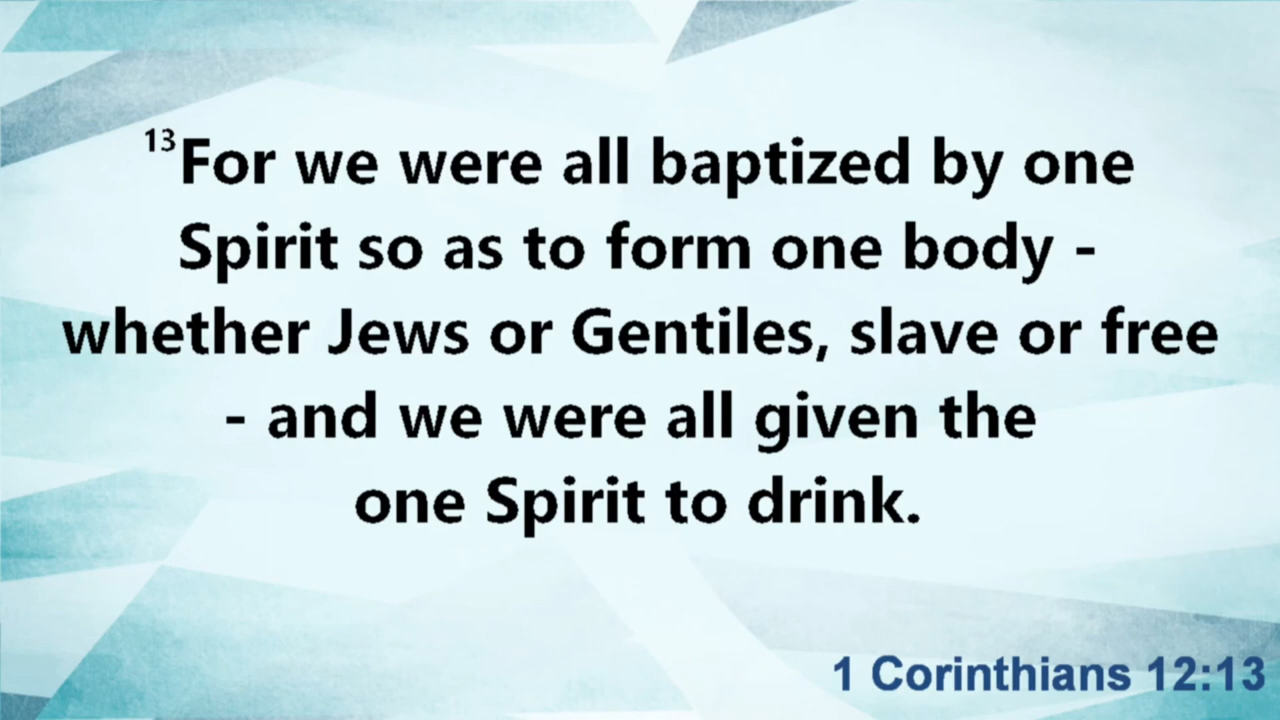 13For we were all baptized by one
Spirit so as to form one body -
whether Jews or Gentiles, slave or free
- and we were all given the
one Spirit to drink.
1 Corinthians 12:13